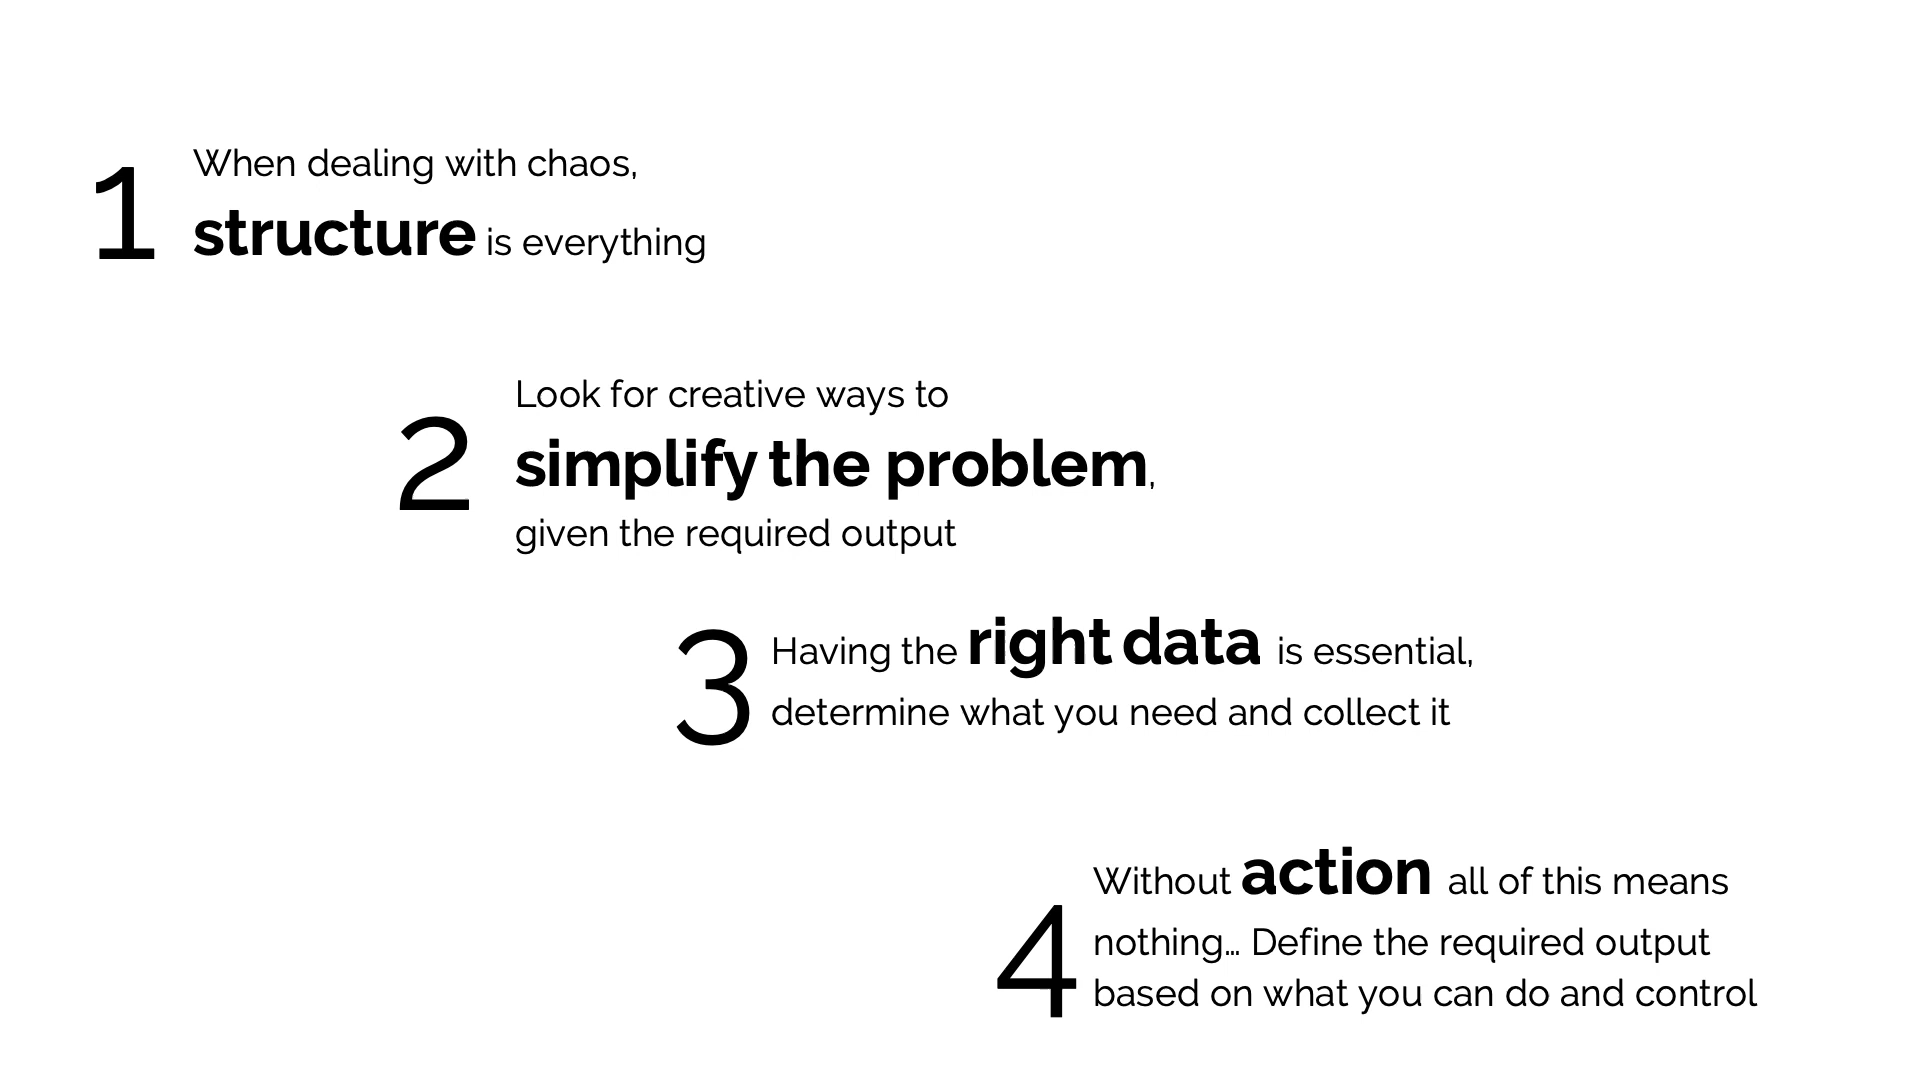 1
When dealing with chaos,
structure is everything
2
Look for creative ways to
simplify the problem,
given the required output
3
Having the right data is essential,
determine what you need and collect it
4
Without action all of this means
nothing… Define the required output
based on what you can do and control